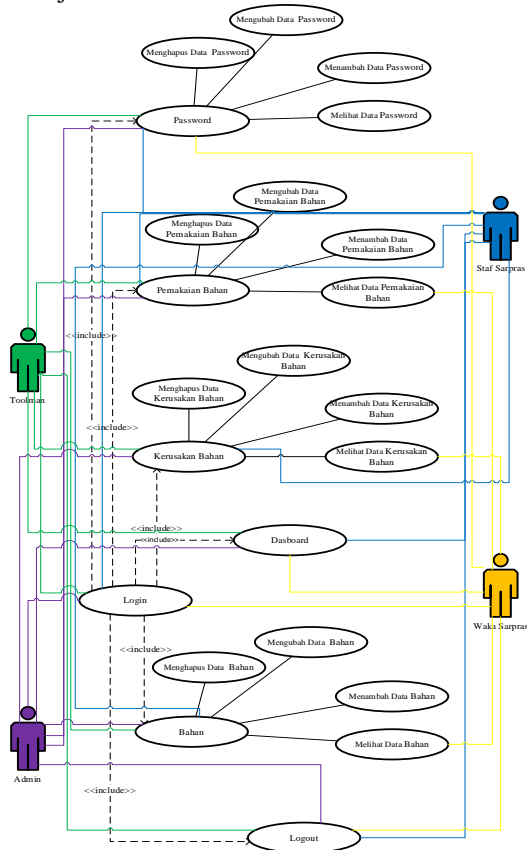 Mengubah Data Password
Menghapus Data Password
Menambah Data Password
Melihat Data Password
Password
Mengubah Data
Pemakaian Bahan
Menghapus Data
Pemakaian Bahan
Menambah Data
Pemakaian Bahan
Melihat Data Pemakaian
Bahan
Pemakaian Bahan
Staf Sarpras
<<include>>
Toolman
Mengubah Data Kerusakan
Bahan
Menghapus Data
Kerusakan Bahan
Menambah Data Kerusakan
Bahan
<<include>>
Melihat Data Kerusakan
Bahan
Kerusakan Bahan
<<include>>
<<include>>
Dasboard
Login
Waka Sarpras
<<include>>
Mengubah Data Bahan
Menghapus Data Bahan
Menambah Data Bahan
Bahan
Melihat Data Bahan
Admin
<<include>>
Logout